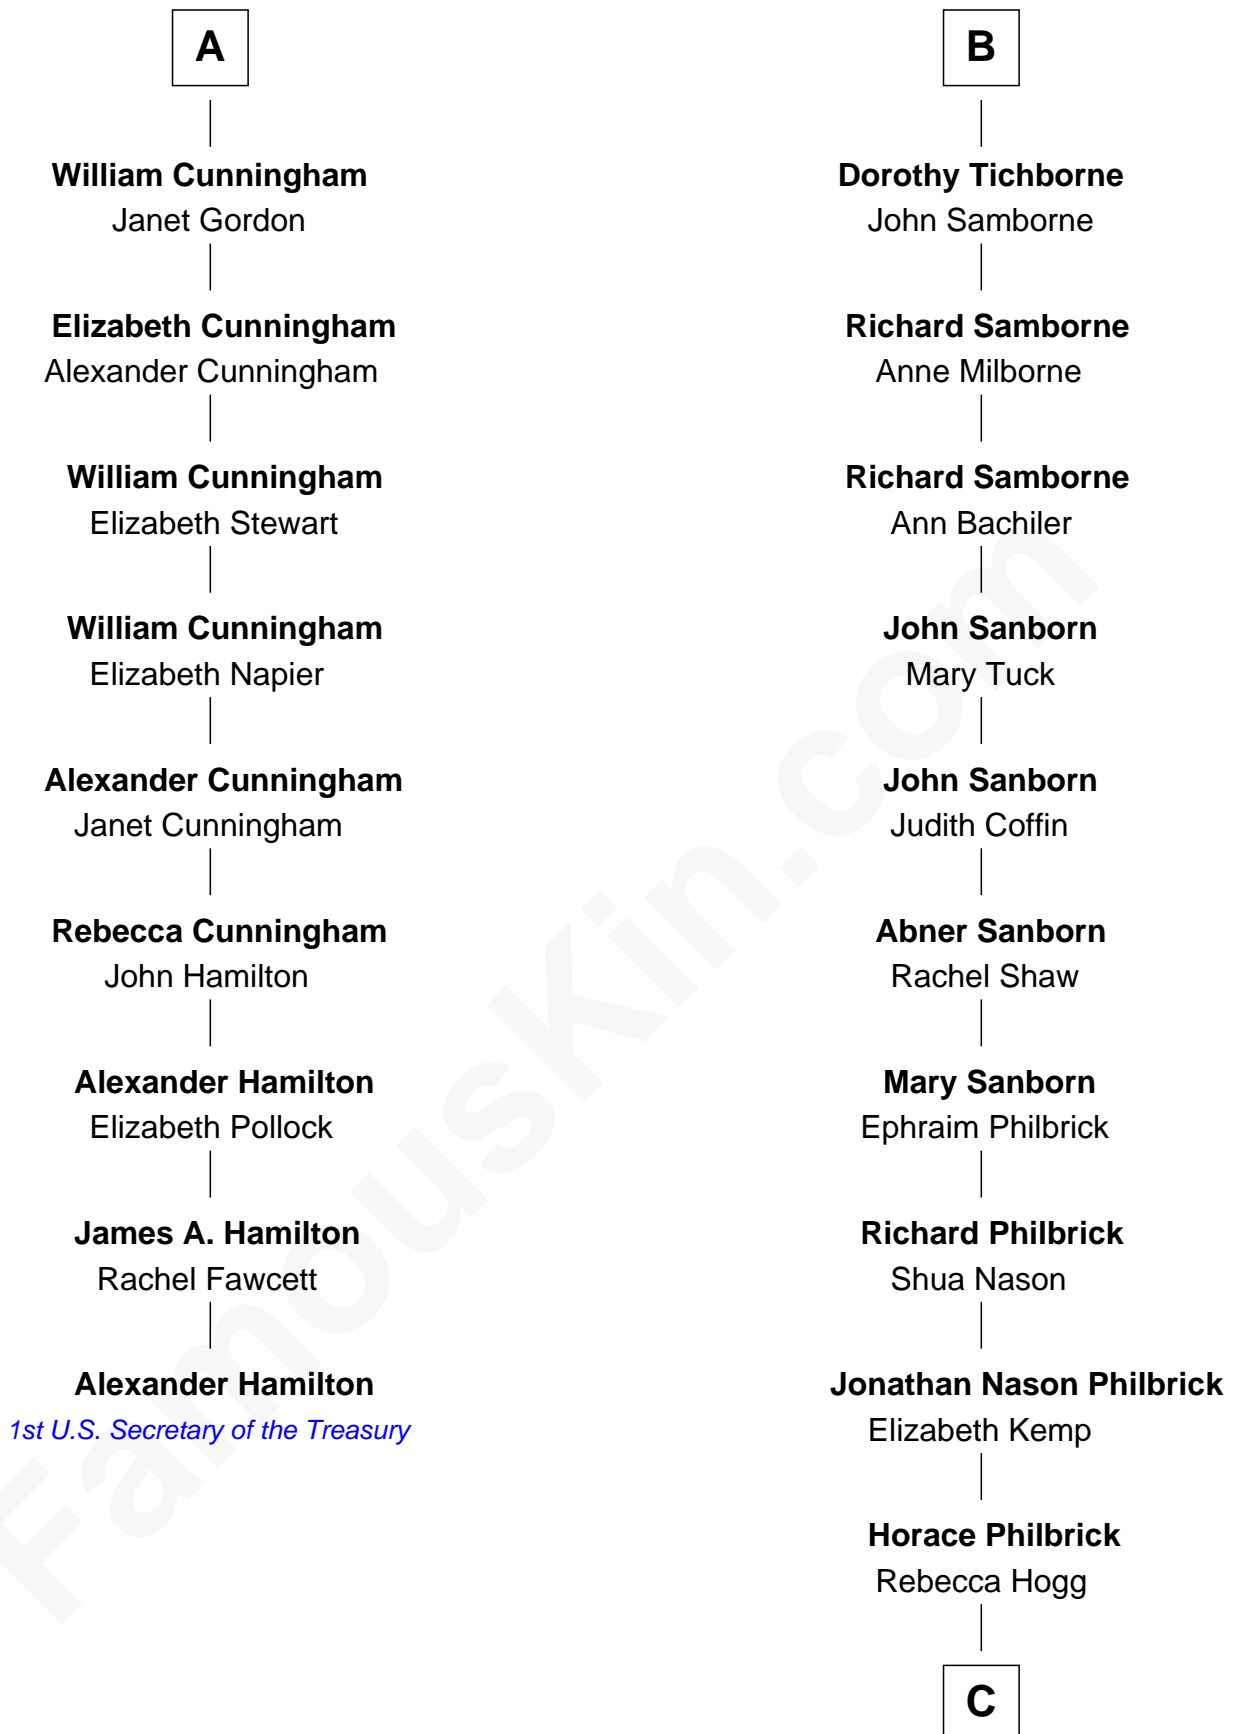 A
William Cunningham
Janet Gordon
Elizabeth Cunningham
Alexander Cunningham
William Cunningham
Elizabeth Stewart
William Cunningham
Elizabeth Napier
Alexander Cunningham
Janet Cunningham
Rebecca Cunningham
John Hamilton
Alexander Hamilton
Elizabeth Pollock
James A. Hamilton
Rachel Fawcett
Alexander Hamilton
1st U.S. Secretary of the Treasury
B
Dorothy Tichborne
John Samborne
Richard Samborne
Anne Milborne
Richard Samborne
Ann Bachiler
John Sanborn
Mary Tuck
John Sanborn
Judith Coffin
Abner Sanborn
Rachel Shaw
Mary Sanborn
Ephraim Philbrick
Richard Philbrick
Shua Nason
Jonathan Nason Philbrick
Elizabeth Kemp
Horace Philbrick
Rebecca Hogg
C
FamousKin.com